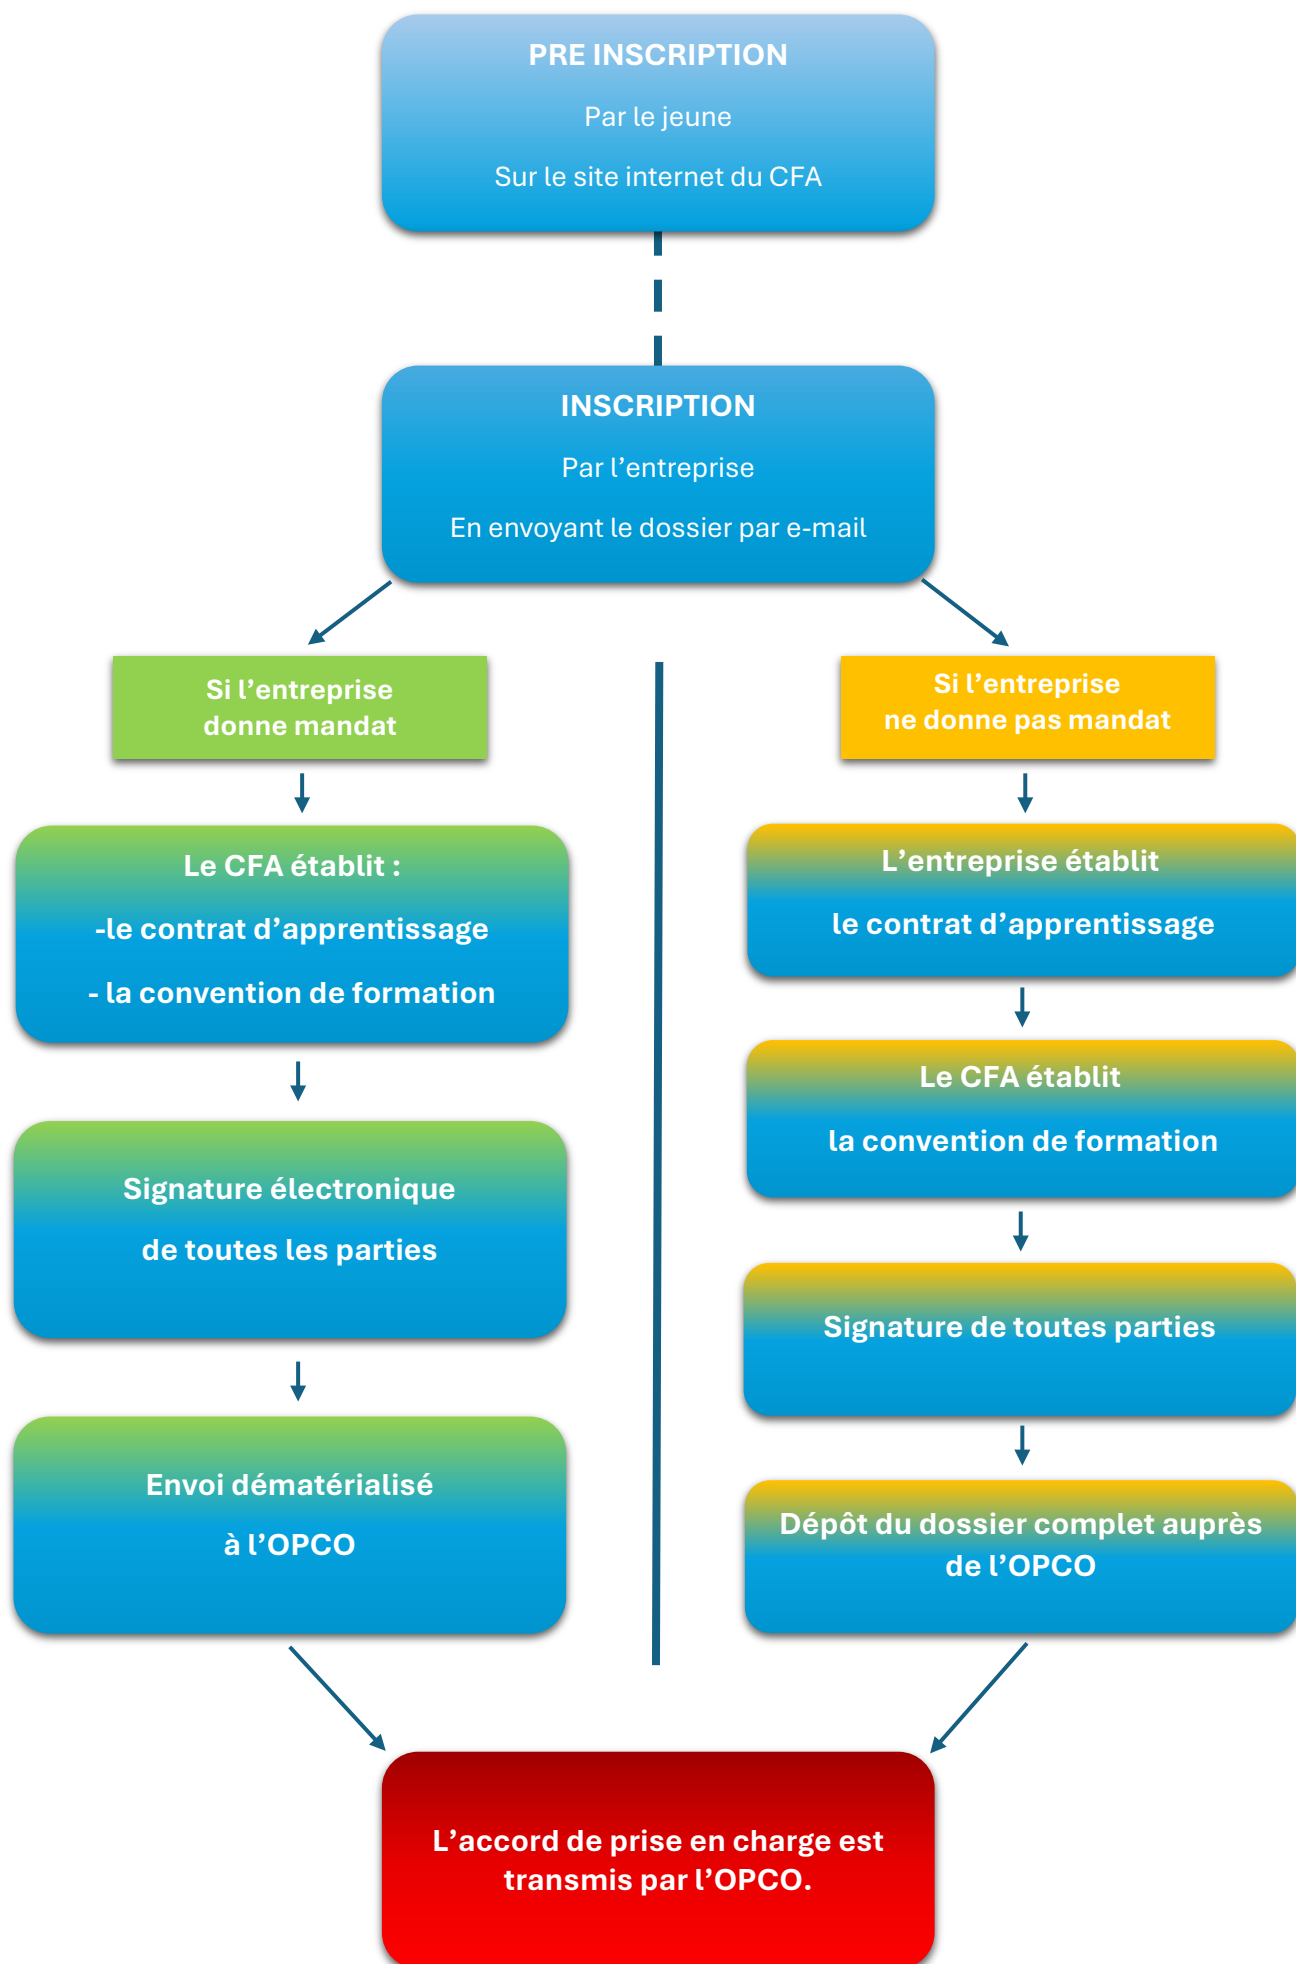 PRE INSCRIPTION
Par le jeune
Sur le site internet du CFA
INSCRIPTION
Par l’entreprise
En envoyant le dossier par e-mail
Si l’entreprise
donne mandat
Le CFA établit :
-le contrat d’apprentissage
- la convention de formation
Signature électronique
de toutes les parties
Envoi dématérialisé
à l’OPCO
Si l’entreprise
ne donne pas mandat
L’entreprise établit
le contrat d’apprentissage
Le CFA établit
la convention de formation
Signature de toutes parties
Dépôt du dossier complet auprès
de l’OPCO
L’accord de prise en charge est
transmis par l’OPCO.